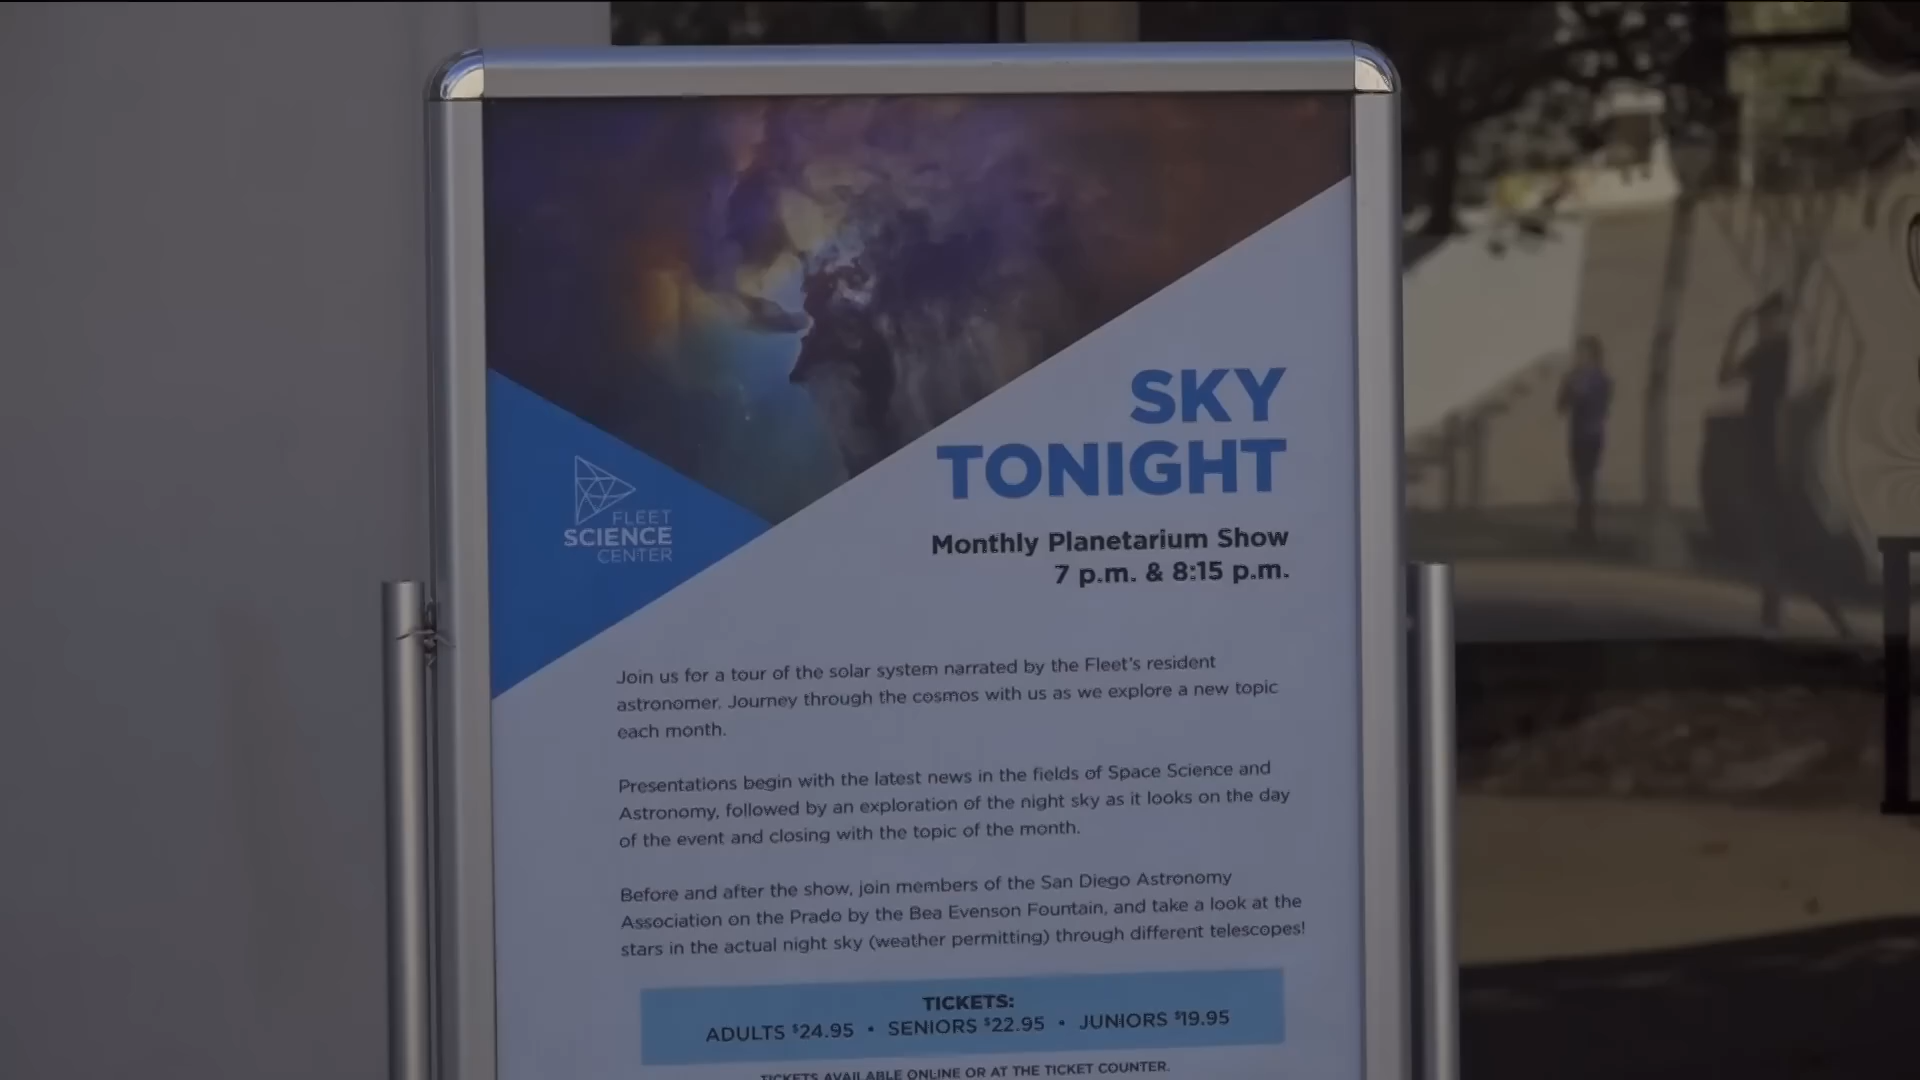 SKY
TONIGHT
FLEET
SCIENCE
CENTER
Monthly Planetarium Show
7 p.m. & 8:15 p.m.
Join us for a tour of the solar system narrated by the Fleet's resident
astronomer. Journey through the cosmos with us as we explore a new topic
each month.
Presentations begin with the latest news in the fields of Space Science and
Astronomy, followed by an exploration of the night sky as it looks on the day
of the event and closing with the topic of the month.
Before and after the show, join members of the San Diego Astronomy
Association on the Prado by the Bea Evenson Fountain, and take a look at the
stars in the actual night sky (weather permitting) through different telescopes!
TICKETS:
ADULTS $24.95 • SENIORS $22.95 • JUNIORS $19.95
TICKETS AVAILABLE ONLINE OR AT THE TICKET COUNTER.